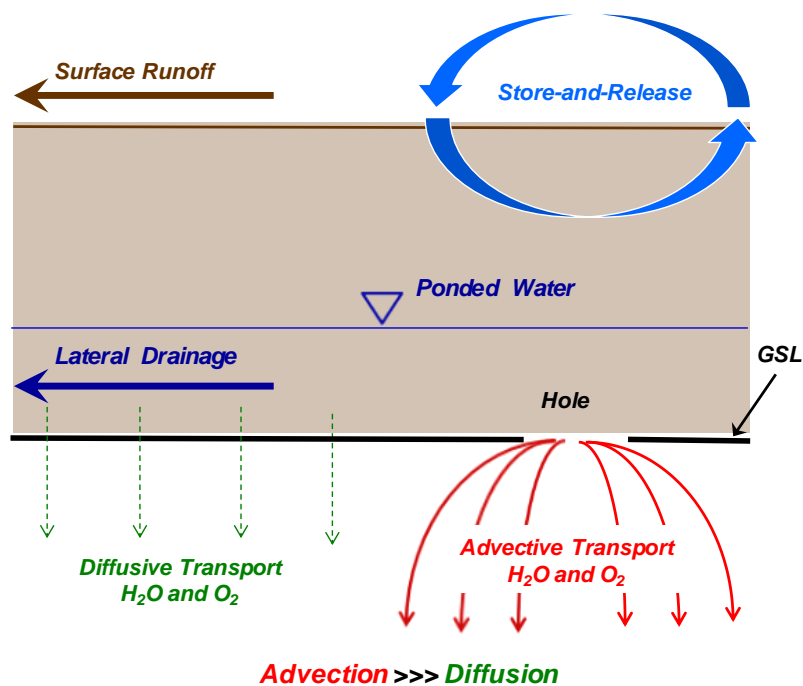 Surface Runoff
Store-and-Release
Ponded Water
Lateral Drainage
GSL
Hole
Diffusive Transport
H₂O and O₂
Advective Transport
H₂O and O₂
Advection >>> Diffusion